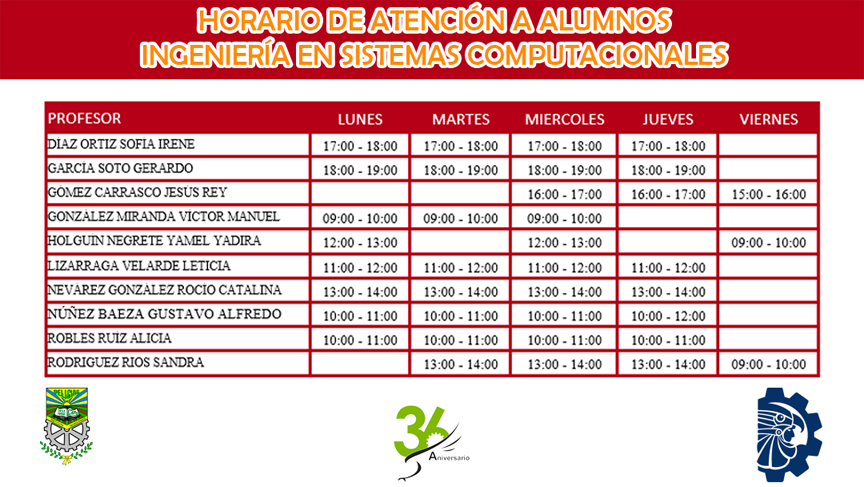 HORARIO DE ATENCIÓN A ALUMNOS
INGENIERÍA EN SISTEMAS COMPUTACIONALES
PROFESOR LUNES MARTES MIERCOLES JUEVES VIERNES
DIAZ ORTIZ SOFIA IRENE 17:00 - 18:00 17:00 - 18:00 17:00 - 18:00 17:00 - 18:00
GARCIA SOTO GERARDO 18:00 - 19:00 18:00 - 19:00 18:00 - 19:00 18:00 - 19:00
GOMEZ CARRASCO JESUS REY 16:00 - 17:00 16:00 - 17:00 15:00 - 16:00
GONZÁLEZ MIRANDA VICTOR MANUEL 09:00 - 10:00 09:00 - 10:00 09:00 - 10:00
HOLGUIN NEGRETE YAMEL YADIRA 12:00 - 13:00 12:00 - 13:00 09:00 - 10:00
LIZARRAGA VELARDE LETICIA 11:00 - 12:00 11:00 - 12:00 11:00 - 12:00 11:00 - 12:00
NEVAREZ GONZÁLEZ ROCÍO CATALINA 13:00 - 14:00 13:00 - 14:00 13:00 - 14:00 13:00 - 14:00
NÚÑEZ BAEZA GUSTAVO ALFREDO 10:00 - 11:00 10:00 - 11:00 10:00 - 11:00 10:00 - 12:00
ROBLES RUÍZ ALICIA 10:00 - 11:00 10:00 - 11:00 10:00 - 11:00 10:00 - 11:00
RODRIGUEZ RIOS SANDRA 13:00 - 14:00 13:00 - 14:00 13:00 - 14:00 09:00 - 10:00
DELICIAS
36
Aniversario